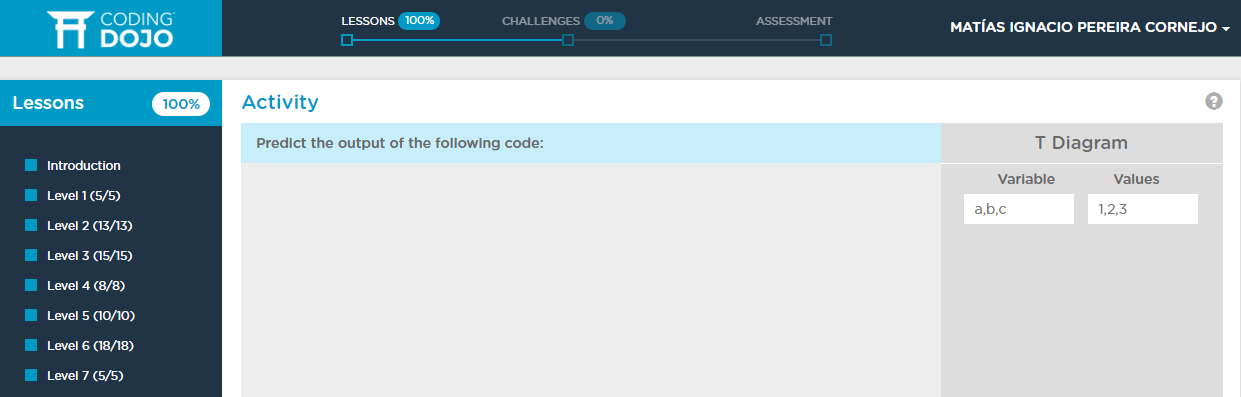 CODING DOJO
LESSONS 100% CHALLENGES 0% ASSESSMENT
MATÍAS IGNACIO PEREIRA CORNEJO
Lessons 100%
Introduction
Level 1 (5/5)
Level 2 (13/13)
Level 3 (15/15)
Level 4 (8/8)
Level 5 (10/10)
Level 6 (18/18)
Level 7 (5/5)
Activity ?
Predict the output of the following code:
T Diagram
Variable Values
a,b,c 1,2,3